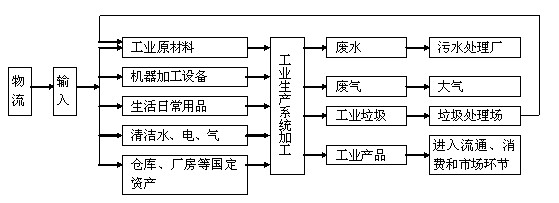 物流
输入
工业原材料
机器加工设备
生活日常用品
清洁水、电、气
仓库、厂房等国定
资产
工业生产系统加工
废水
废气
工业垃圾
工业产品
污水处理厂
大气
垃圾处理场
进入流通、消
费和市场环节